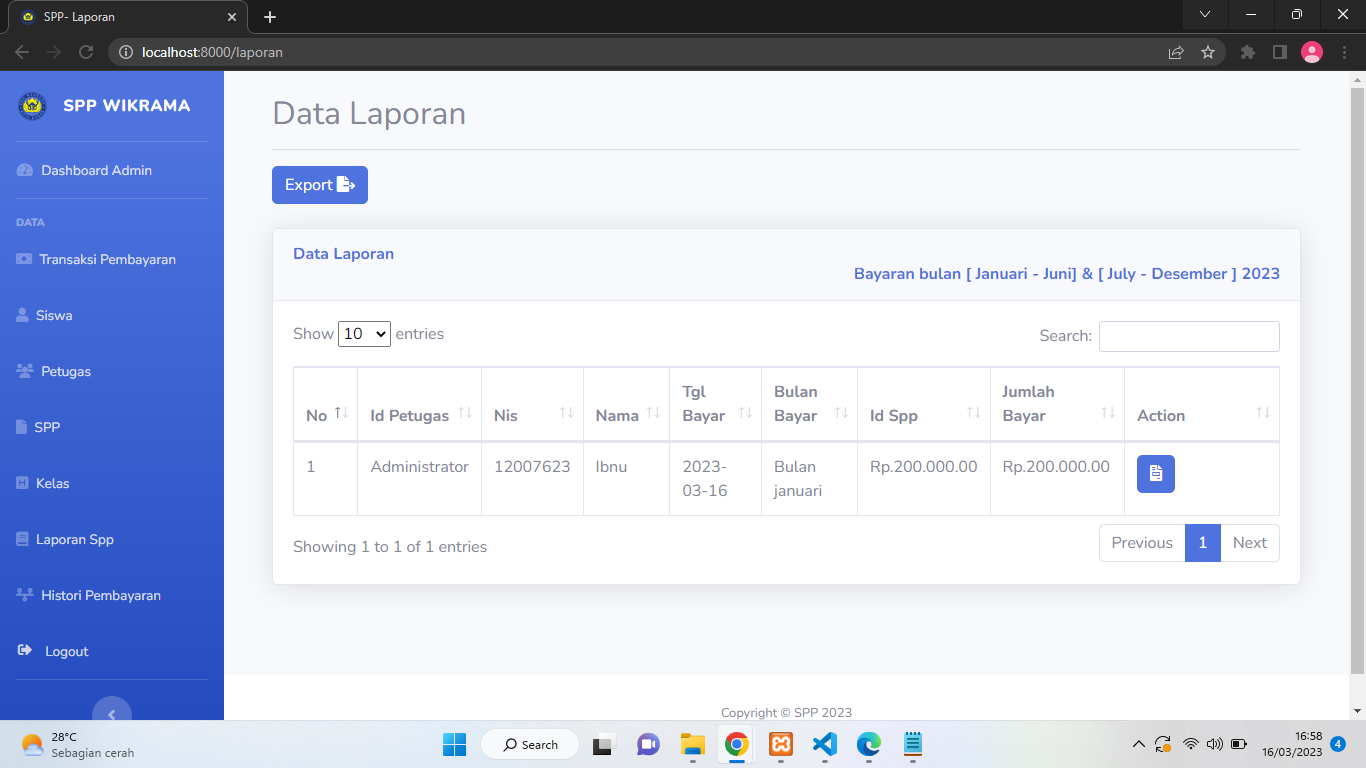 SPP- Laporan
localhost:8000/laporan
SPP WIKRAMA
Dashboard Admin
DATA
Transaksi Pembayaran
Siswa
Petugas
SPP
Kelas
Laporan Spp
Histori Pembayaran
Logout
Data Laporan
Export
Data Laporan
Bayaran bulan [ Januari - Juni] & [ July - Desember ] 2023
Show 10 entries
Search:
No Id Petugas Nis Nama Tgl Bayar Bulan Bayar Id Spp Jumlah Bayar Action
1 Administrator 12007623 Ibnu 2023-03-16 Bulan januari Rp.200.000.00 Rp.200.000.00
Showing 1 to 1 of 1 entries
Previous 1 Next
Copyright © SPP 2023
28°C
Sebagian cerah
Search
16:58
16/03/2023
4